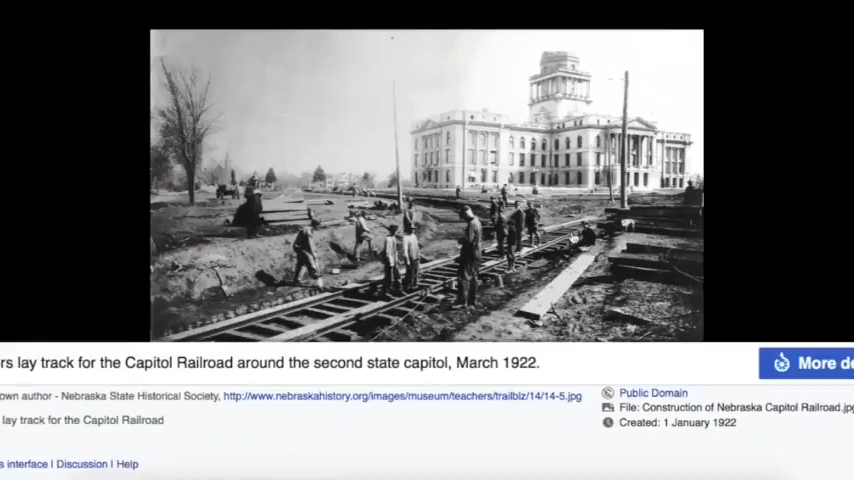 rs lay track for the Capitol Railroad around the second state capitol, March 1922.
More de
own author - Nebraska State Historical Society, http://www.nebraskahistory.org/images/museum/teachers/trailblz/14/14-5.jpg
Public Domain
File: Construction of Nebraska Capitol Railroad.jpg
lay track for the Capitol Railroad
Created: 1 January 1922
s interface | Discussion | Help